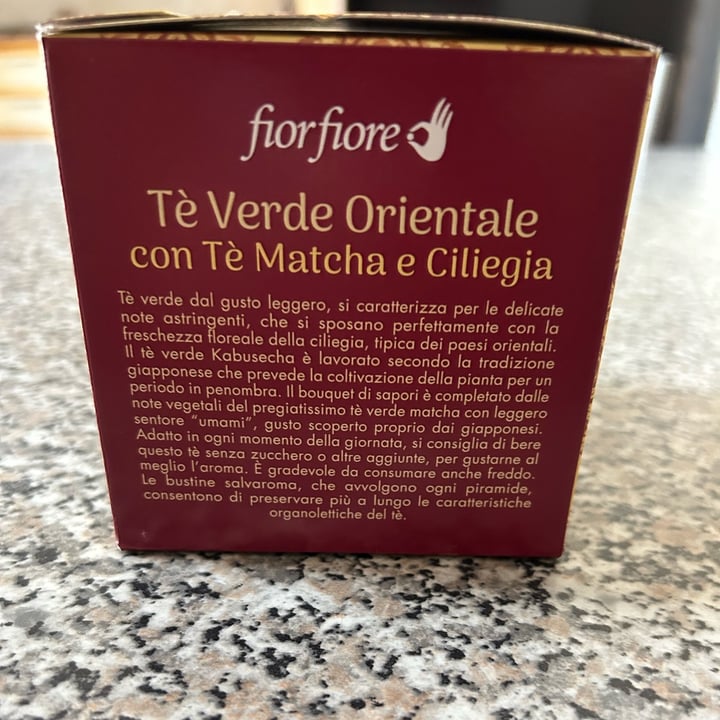 fiorfiore
Tè Verde Orientale
con Tè Matcha e Ciliegia
Tè verde dal gusto leggero, si caratterizza per le delicate
note astringenti, che si sposano perfettamente con la
freschezza floreale della ciliegia, tipica dei paesi orientali.
Il tè verde Kabusecha è lavorato secondo la tradizione
giapponese che prevede la coltivazione della pianta per un
periodo in penombra. Il bouquet di sapori è completato dalle
note vegetali del pregiatissimo tè verde matcha con leggero
sentore "umami", gusto scoperto proprio dai giapponesi.
Adatto in ogni momento della giornata, si consiglia di bere
questo tè senza zucchero o altre aggiunte, per gustarne al
meglio l'aroma. È gradevole da consumare anche freddo.
Le bustine salvaroma, che avvolgono ogni piramide,
consentono di preservare più a lungo le caratteristiche
organolettiche del tè.